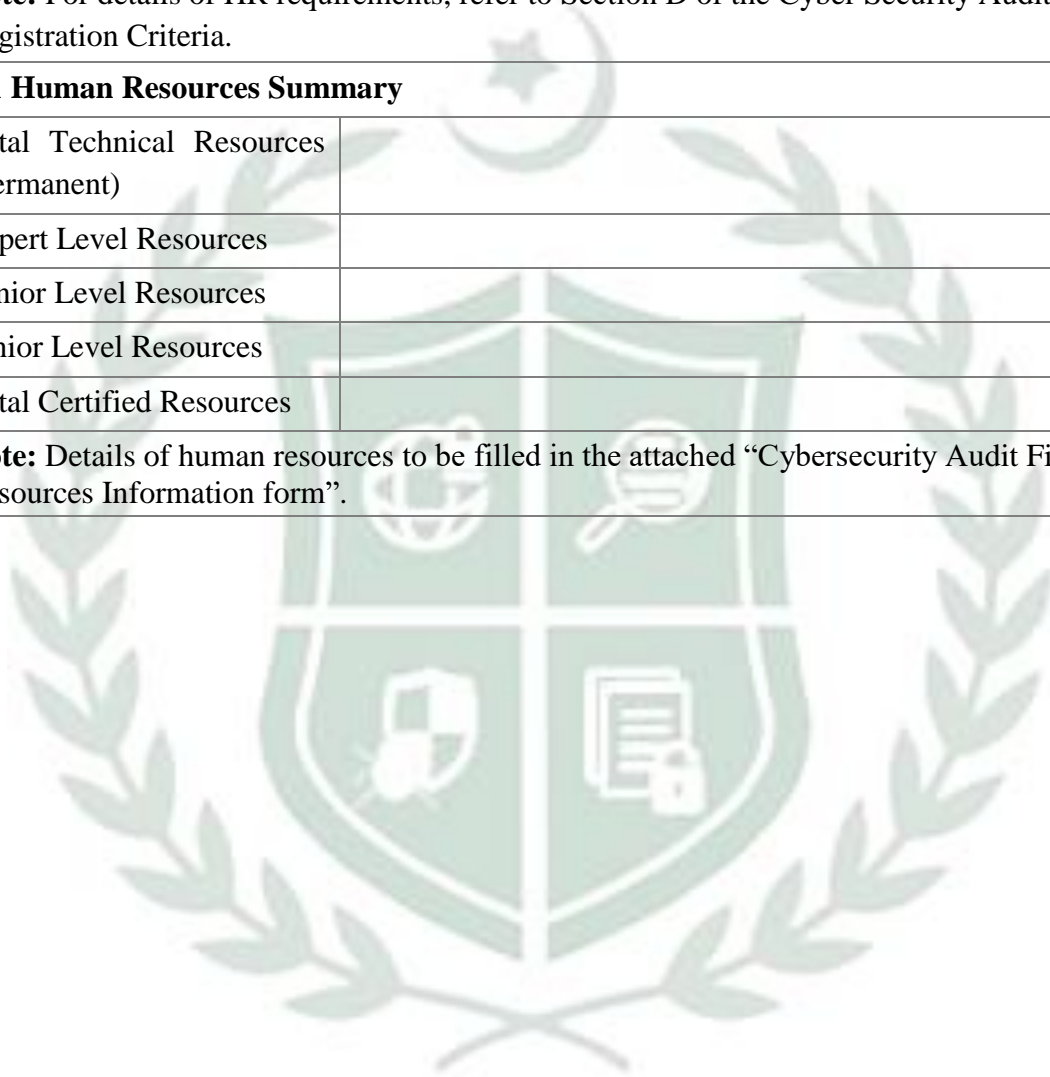 te: For details of HR requirements, refer to Section D of the Cyber Security Audit
gistration Criteria.
Human Resources Summary
tal Technical Resources
ermanent)
pert Level Resources
nior Level Resources
nior Level Resources
tal Certified Resources
ote: Details of human resources to be filled in the attached “Cybersecurity Audit Fi
sources Information form”.